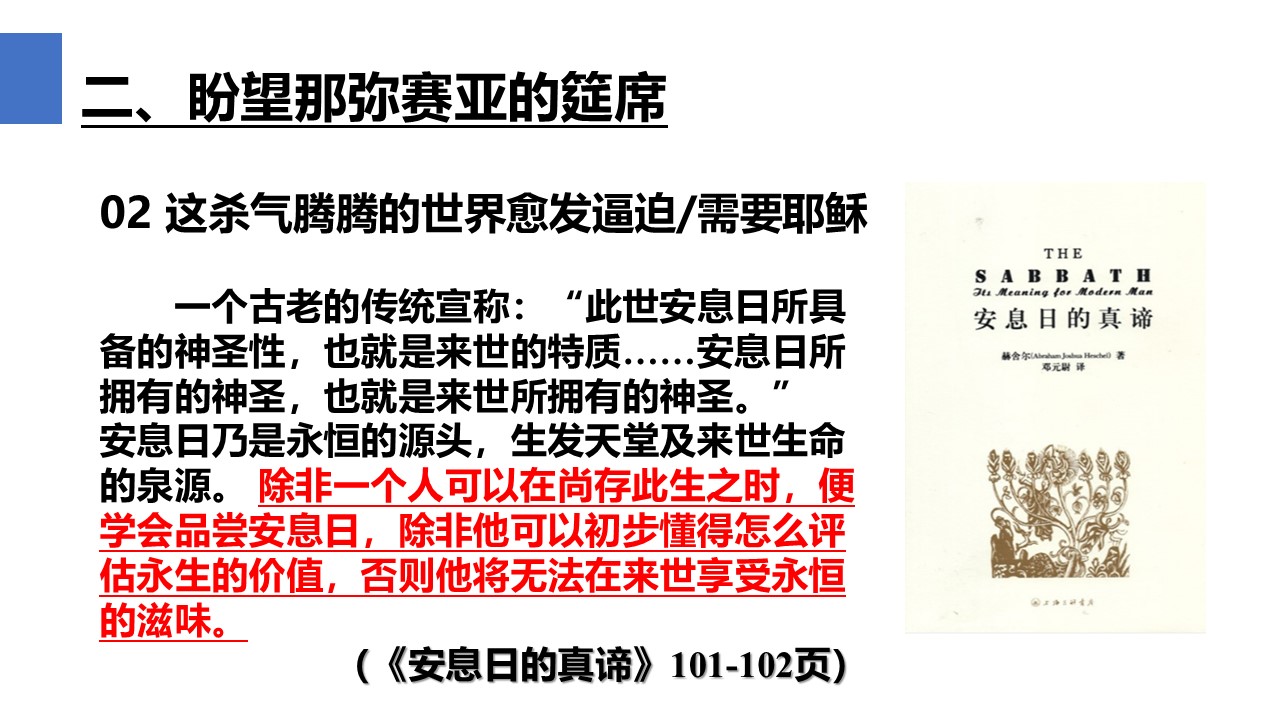 二、盼望那弥赛亚的筵席
02 这杀气腾腾的世界愈发逼迫/需要耶稣
一个古老的传统宣称：“此世安息日所具
备的神圣性，也就是来世的特质……安息日所
拥有的神圣，也就是来世所拥有的神圣。”
安息日乃是永恒的源头，生发天堂及来世生命
的泉源。 除非一个人可以在尚存此生之时，便
学会品尝安息日，除非他可以初步懂得怎么评
估永生的价值，否则他将无法在来世享受永恒
的滋味。
（《安息日的真谛》101-102页）
THE
SABBATH
Its Meaning for Modern Man
安息日的真谛
赫舍尔(Abraham Joshua Heschel) 著
邓元尉 译
上海三联书店